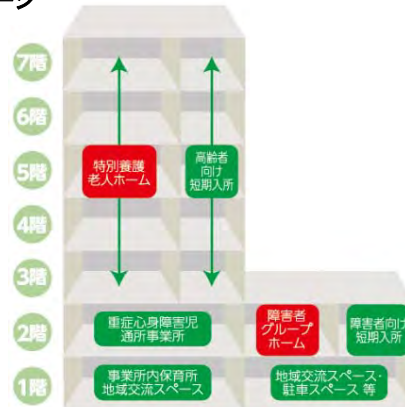 7階
6階
5階
4階
3階
2階
1階
特別養護
老人ホーム
高齢者
向け
短期入所
重症心身障害児
通所事業所
障害者
グループ
ホーム
障害者向け
短期入所
事業所内保育所
地域交流スペース
地域交流スペース・
駐車スペース 等